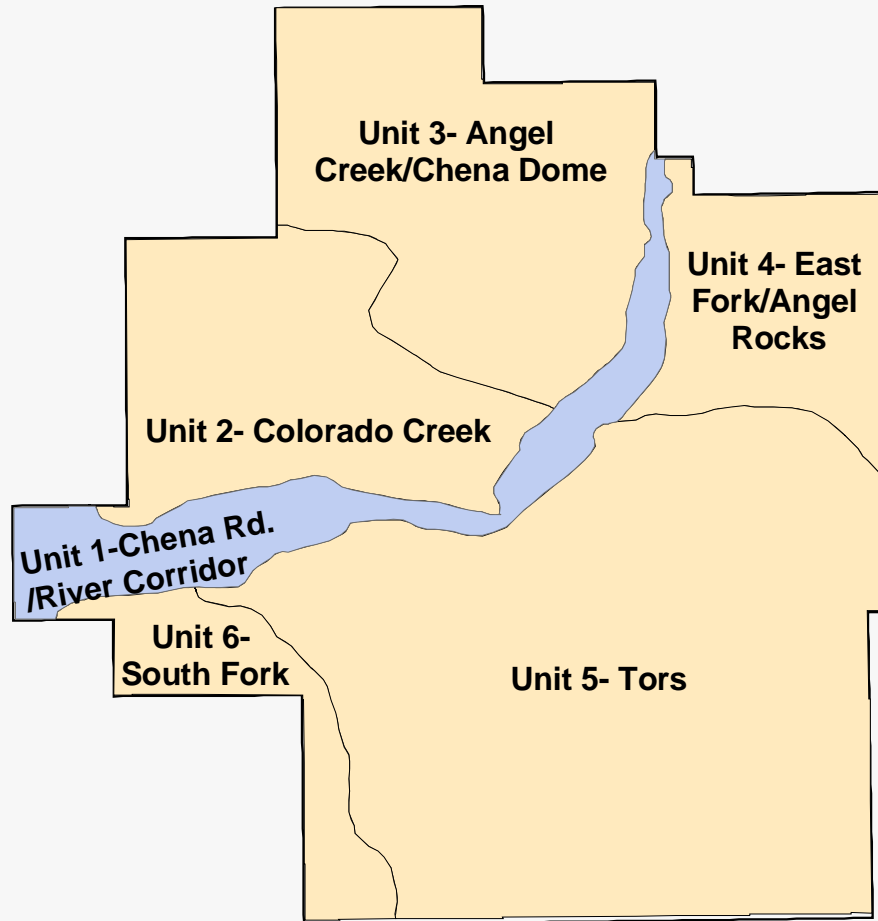 Unit 3- Angel
Creek/Chena Dome
Unit 4- East
Fork/Angel
Rocks
Unit 2- Colorado Creek
Unit 1-Chena Rd.
/River Corridor
Unit 6-
South Fork
Unit 5- Tors